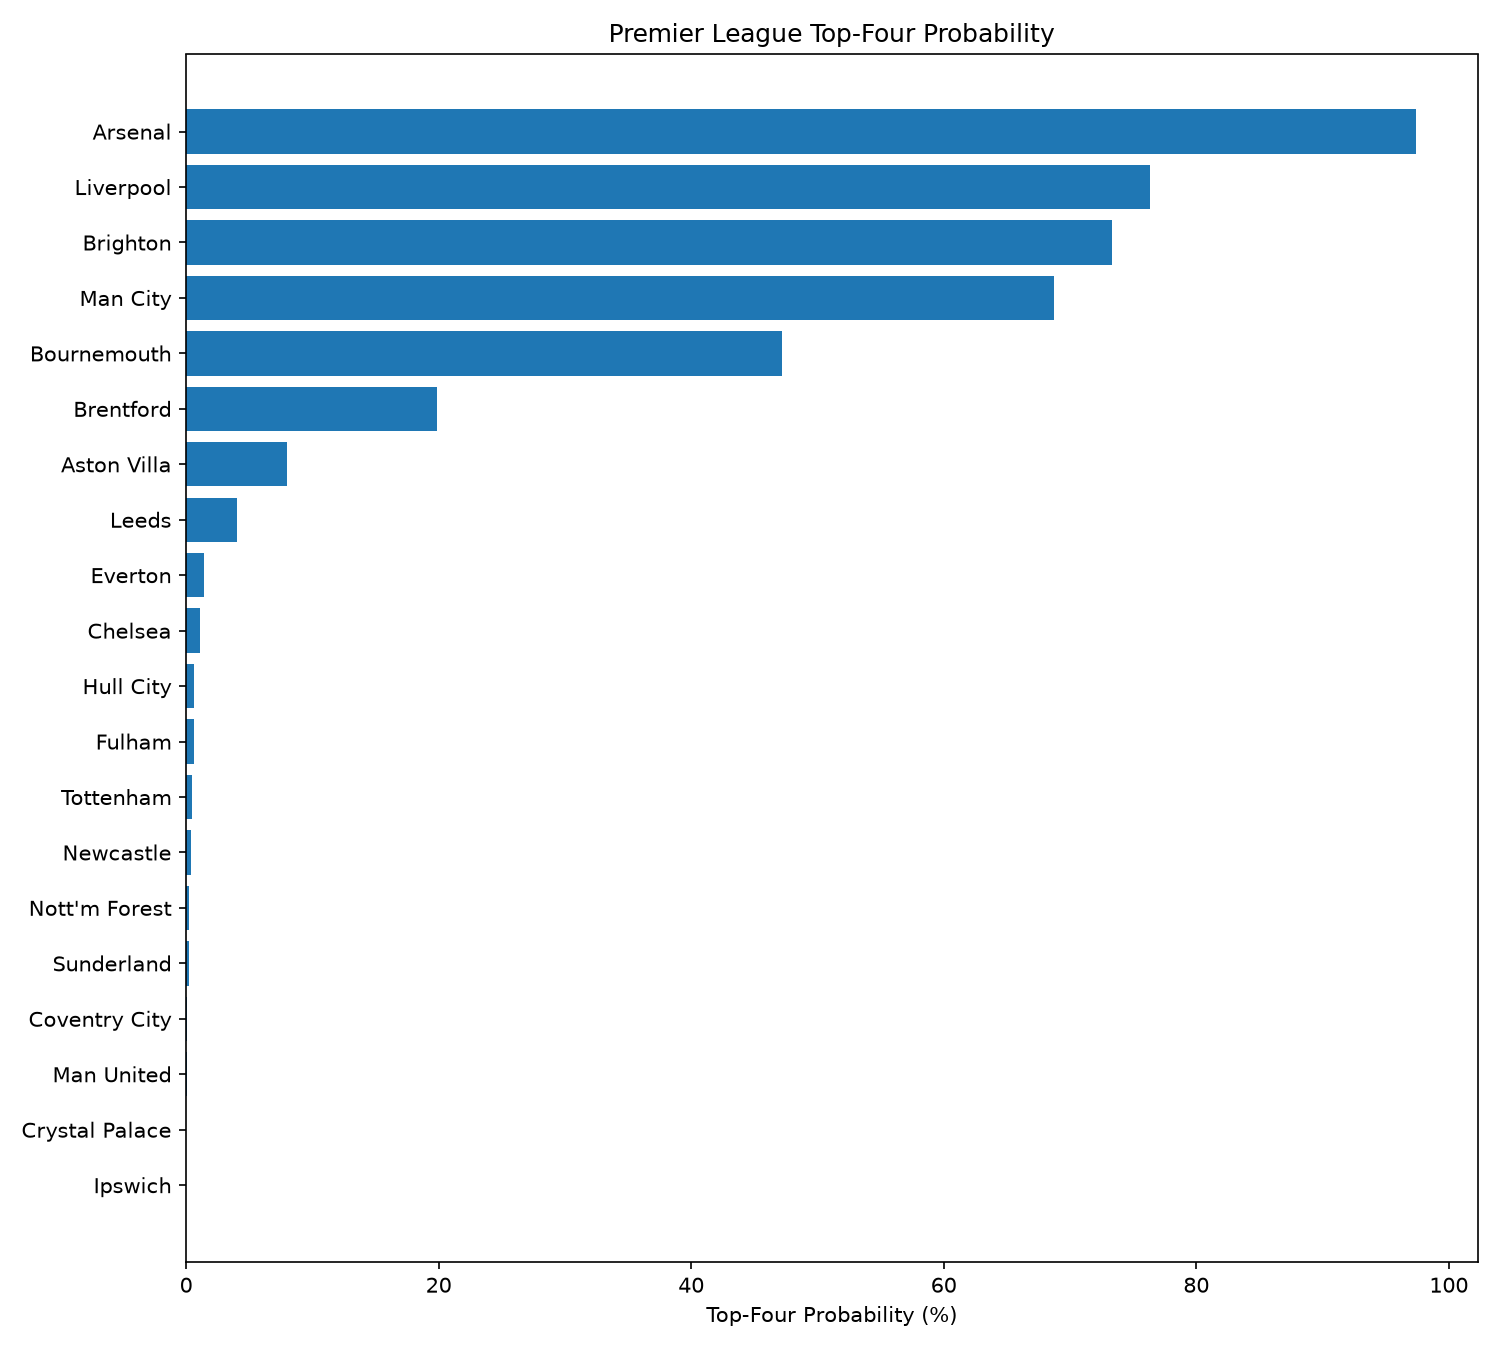 Premier League Top-Four Probability
Arsenal
Liverpool
Brighton
Man City
Bournemouth
Brentford
Aston Villa
Leeds
Everton
Chelsea
Hull City
Fulham
Tottenham
Newcastle
Nott'm Forest
Sunderland
Coventry City
Man United
Crystal Palace
Ipswich
0 20 40 60 80 100
Top-Four Probability (%)